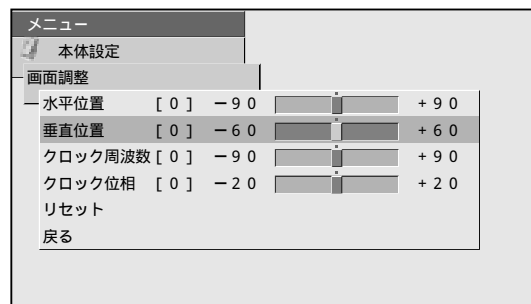 メニュー
本体設定
画面調整
水平位置 [ 0 ] －９０ ＋９０
垂直位置 [ 0 ] －６０ ＋６０
クロック周波数 [ 0 ] －９０ ＋９０
クロック位相 [ 0 ] －２０ ＋２０
リセット
戻る